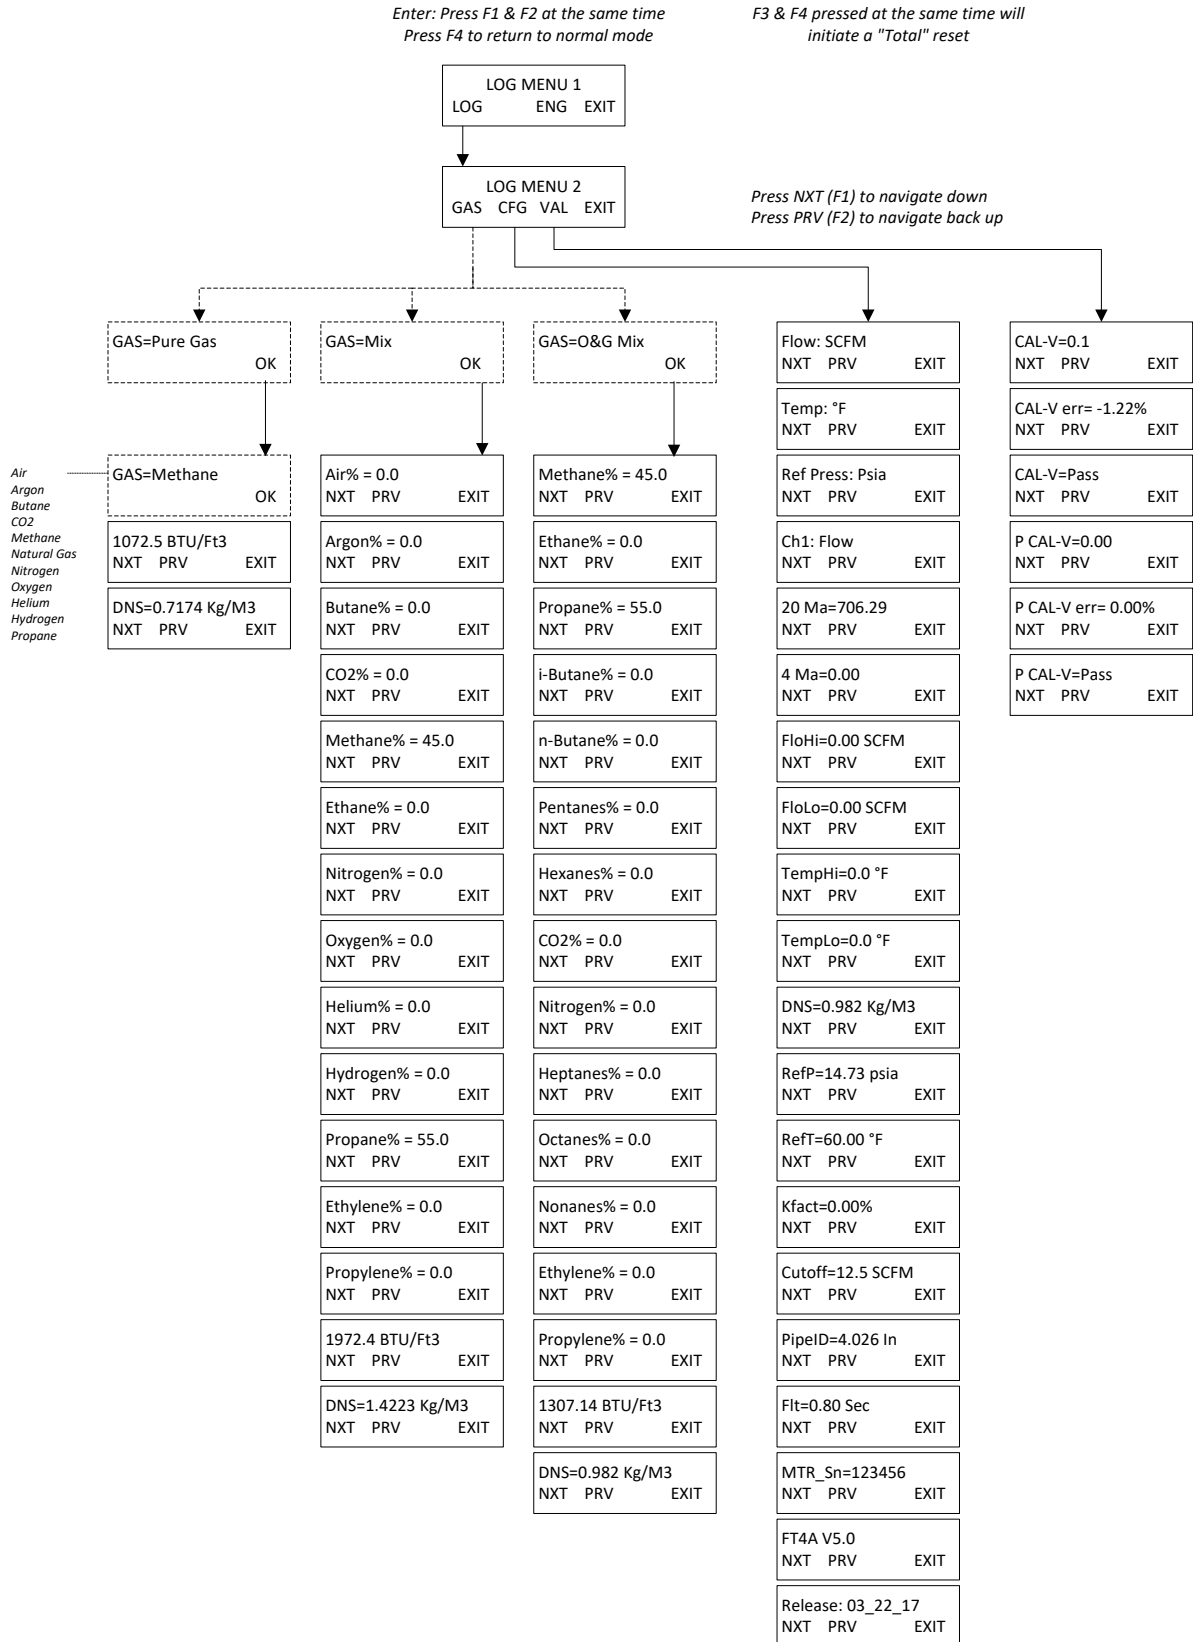 Enter: Press F1 & F2 at the same time
Press F4 to return to normal mode
F3 & F4 pressed at the same time will
initiate a "Total" reset
LOG MENU 1
LOG ENG EXIT
LOG MENU 2
GAS CFG VAL EXIT
Press NXT (F1) to navigate down
Press PRV (F2) to navigate back up
GAS=Pure Gas
OK
GAS=Methane
OK
Air
Argon
Butane
CO2
Methane
Natural Gas
Nitrogen
Oxygen
Helium
Hydrogen
Propane
1072.5 BTU/Ft3
NXT PRV EXIT
DNS=0.7174 Kg/M3
NXT PRV EXIT
GAS=Mix
OK
Air% = 0.0
NXT PRV EXIT
Argon% = 0.0
NXT PRV EXIT
Butane% = 0.0
NXT PRV EXIT
CO2% = 0.0
NXT PRV EXIT
Methane% = 45.0
NXT PRV EXIT
Ethane% = 0.0
NXT PRV EXIT
Nitrogen% = 0.0
NXT PRV EXIT
Oxygen% = 0.0
NXT PRV EXIT
Helium% = 0.0
NXT PRV EXIT
Hydrogen% = 0.0
NXT PRV EXIT
Propane% = 55.0
NXT PRV EXIT
Ethylene% = 0.0
NXT PRV EXIT
Propylene% = 0.0
NXT PRV EXIT
1972.4 BTU/Ft3
NXT PRV EXIT
DNS=1.4223 Kg/M3
NXT PRV EXIT
GAS=O&G Mix
OK
Methane% = 45.0
NXT PRV EXIT
Ethane% = 0.0
NXT PRV EXIT
Propane% = 55.0
NXT PRV EXIT
i-Butane% = 0.0
NXT PRV EXIT
n-Butane% = 0.0
NXT PRV EXIT
Pentanes% = 0.0
NXT PRV EXIT
Hexanes% = 0.0
NXT PRV EXIT
CO2% = 0.0
NXT PRV EXIT
Nitrogen% = 0.0
NXT PRV EXIT
Heptanes% = 0.0
NXT PRV EXIT
Octanes% = 0.0
NXT PRV EXIT
Nonanes% = 0.0
NXT PRV EXIT
Ethylene% = 0.0
NXT PRV EXIT
Propylene% = 0.0
NXT PRV EXIT
1307.14 BTU/Ft3
NXT PRV EXIT
DNS=0.982 Kg/M3
NXT PRV EXIT
Flow: SCFM
NXT PRV EXIT
Temp: °F
NXT PRV EXIT
Ref Press: Psia
NXT PRV EXIT
Ch1: Flow
NXT PRV EXIT
20 Ma=706.29
NXT PRV EXIT
4 Ma=0.00
NXT PRV EXIT
FloHi=0.00 SCFM
NXT PRV EXIT
FloLo=0.00 SCFM
NXT PRV EXIT
TempHi=0.0 °F
NXT PRV EXIT
TempLo=0.0 °F
NXT PRV EXIT
DNS=0.982 Kg/M3
NXT PRV EXIT
RefP=14.73 psia
NXT PRV EXIT
RefT=60.00 °F
NXT PRV EXIT
Kfact=0.00%
NXT PRV EXIT
Cutoff=12.5 SCFM
NXT PRV EXIT
PipeID=4.026 In
NXT PRV EXIT
Flt=0.80 Sec
NXT PRV EXIT
MTR_Sn=123456
NXT PRV EXIT
FT4A V5.0
NXT PRV EXIT
Release: 03_22_17
NXT PRV EXIT
CAL-V=0.1
NXT PRV EXIT
CAL-V err= -1.22%
NXT PRV EXIT
CAL-V=Pass
NXT PRV EXIT
P CAL-V=0.00
NXT PRV EXIT
P CAL-V err= 0.00%
NXT PRV EXIT
P CAL-V=Pass
NXT PRV EXIT